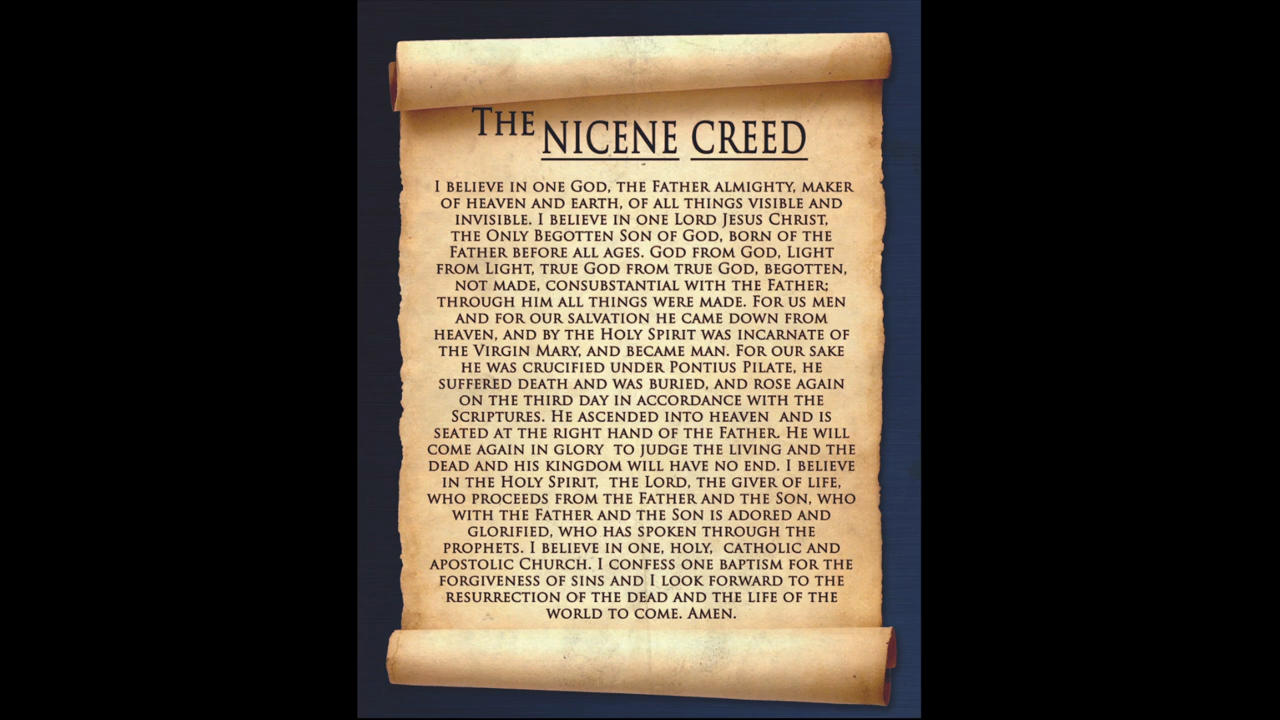 The NICENE CREED
I believe in one God, the Father almighty, maker
of heaven and earth, of all things visible and
invisible. I believe in one Lord Jesus Christ,
the Only Begotten Son of God, born of the
Father before all ages. God from God, Light
from Light, true God from true God, begotten,
not made, consubstantial with the Father;
through him all things were made. For us men
and for our salvation he came down from
heaven, and by the Holy Spirit was incarnate of
the Virgin Mary, and became man. For our sake
he was crucified under Pontius Pilate, he
suffered death and was buried, and rose again
on the third day in accordance with the
Scriptures. He ascended into heaven and is
seated at the right hand of the Father. He will
come again in glory to judge the living and the
dead and his kingdom will have no end. I believe
in the Holy Spirit, the Lord, the giver of life,
who proceeds from the Father and the Son, who
with the Father and the Son is adored and
glorified, who has spoken through the
prophets. I believe in one, holy, catholic and
apostolic Church. I confess one baptism for the
forgiveness of sins and I look forward to the
resurrection of the dead and the life of the
world to come. Amen.